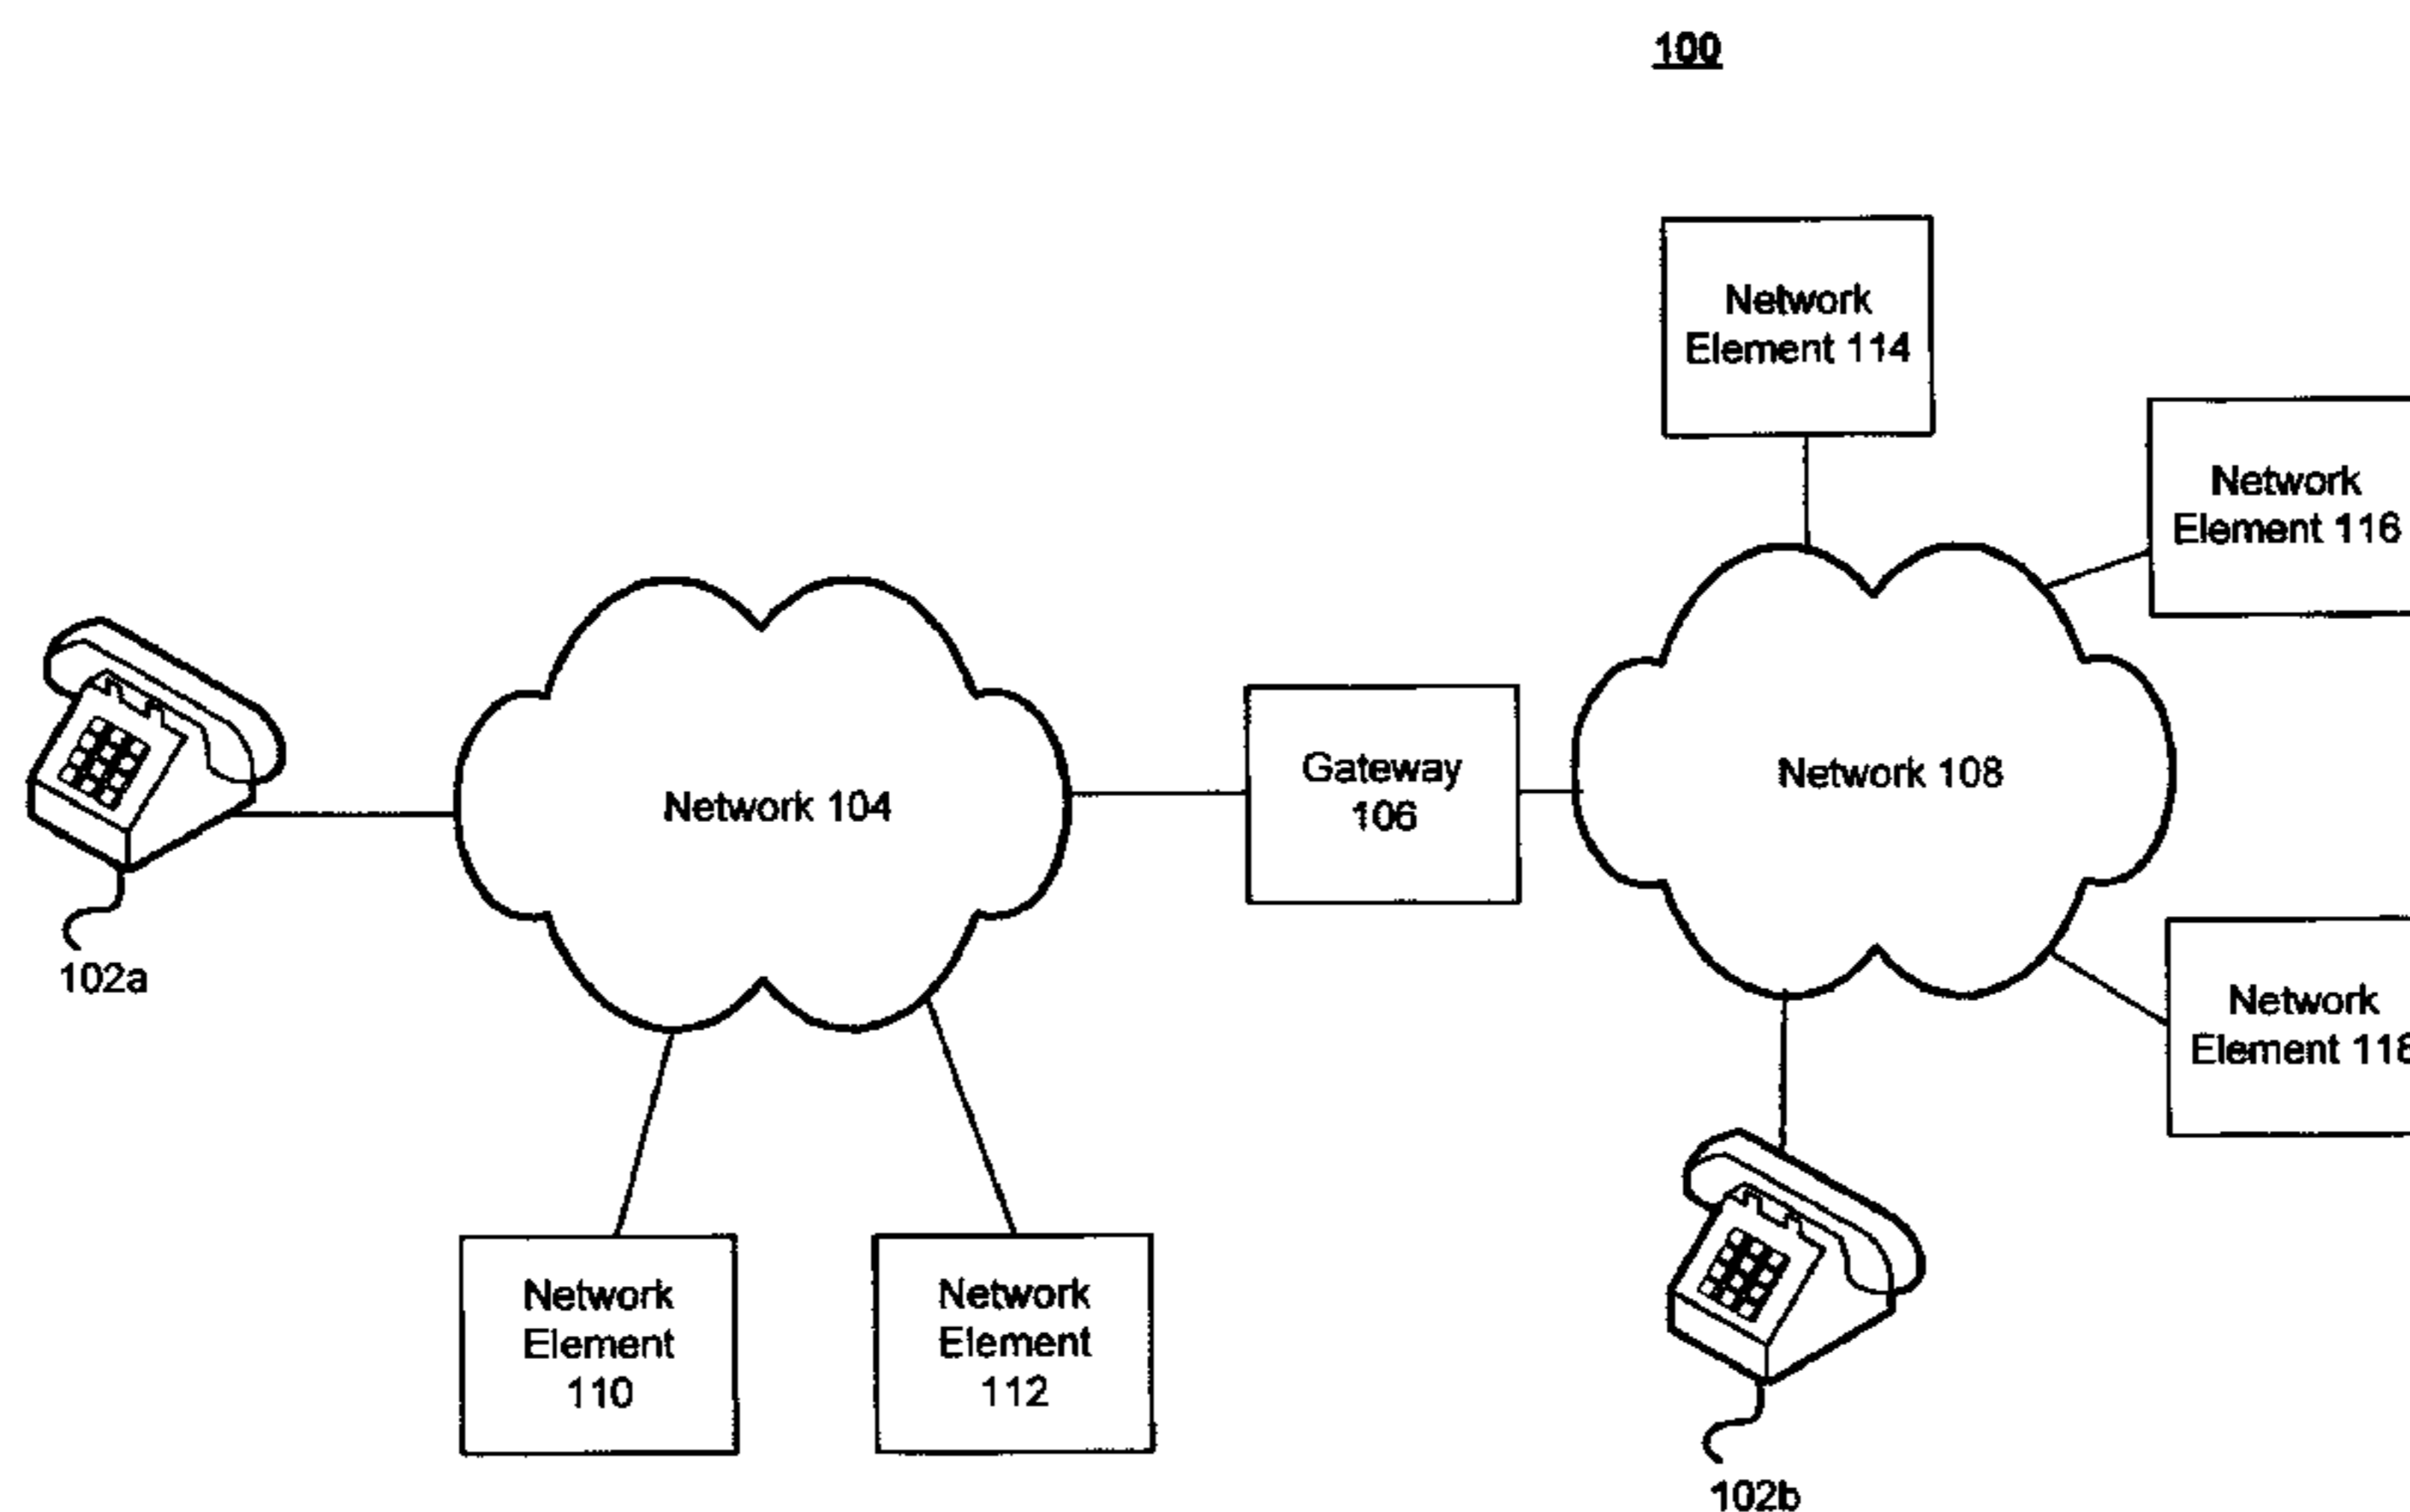 100
Network
Element 114
Network
Element 116
Network 104
Gateway
106
Network 108
102a
Network
Element 118
Network
Element
110
Network
Element
112
102b